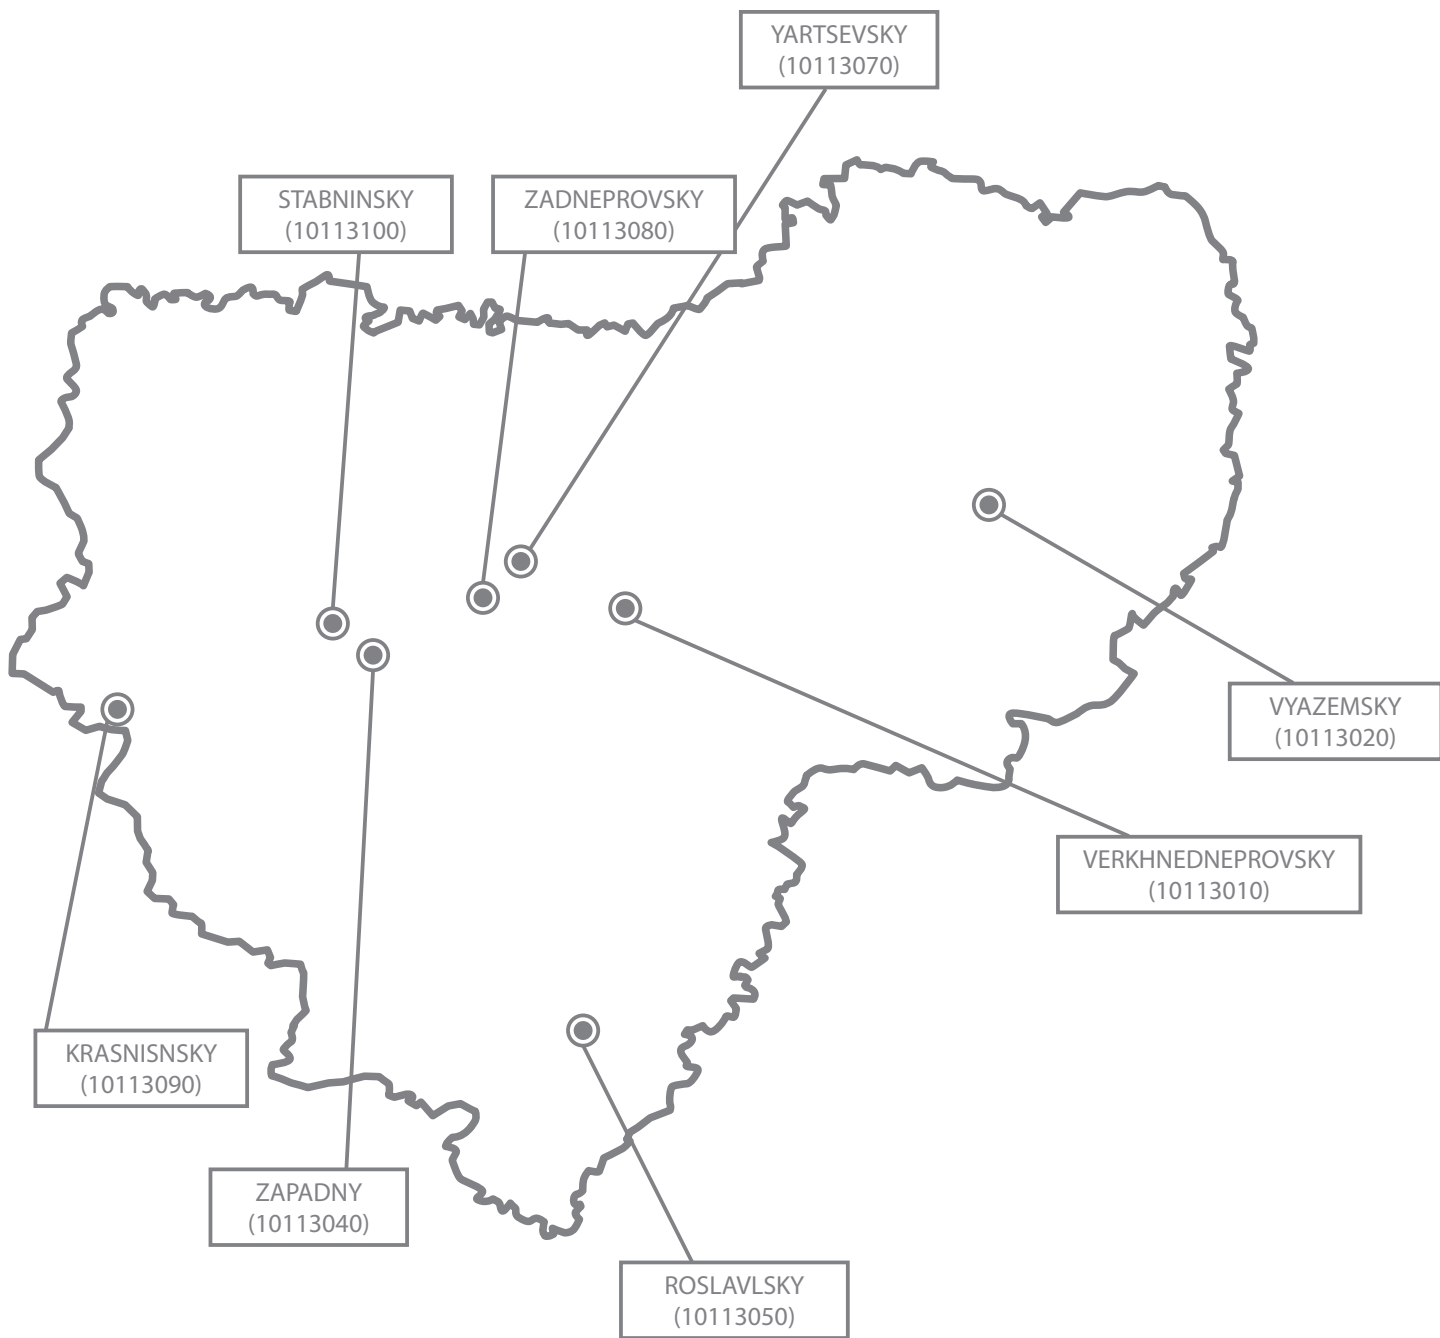 YARTSEVSKY
(10113070)
STABNINSKY
(10113100)
ZADNEPROVSKY
(10113080)
VYAZEMSKY
(10113020)
VERKHNEDNEPROVSKY
(10113010)
KRASNISNSKY
(10113090)
ZAPADNY
(10113040)
ROSLAVLSKY
(10113050)